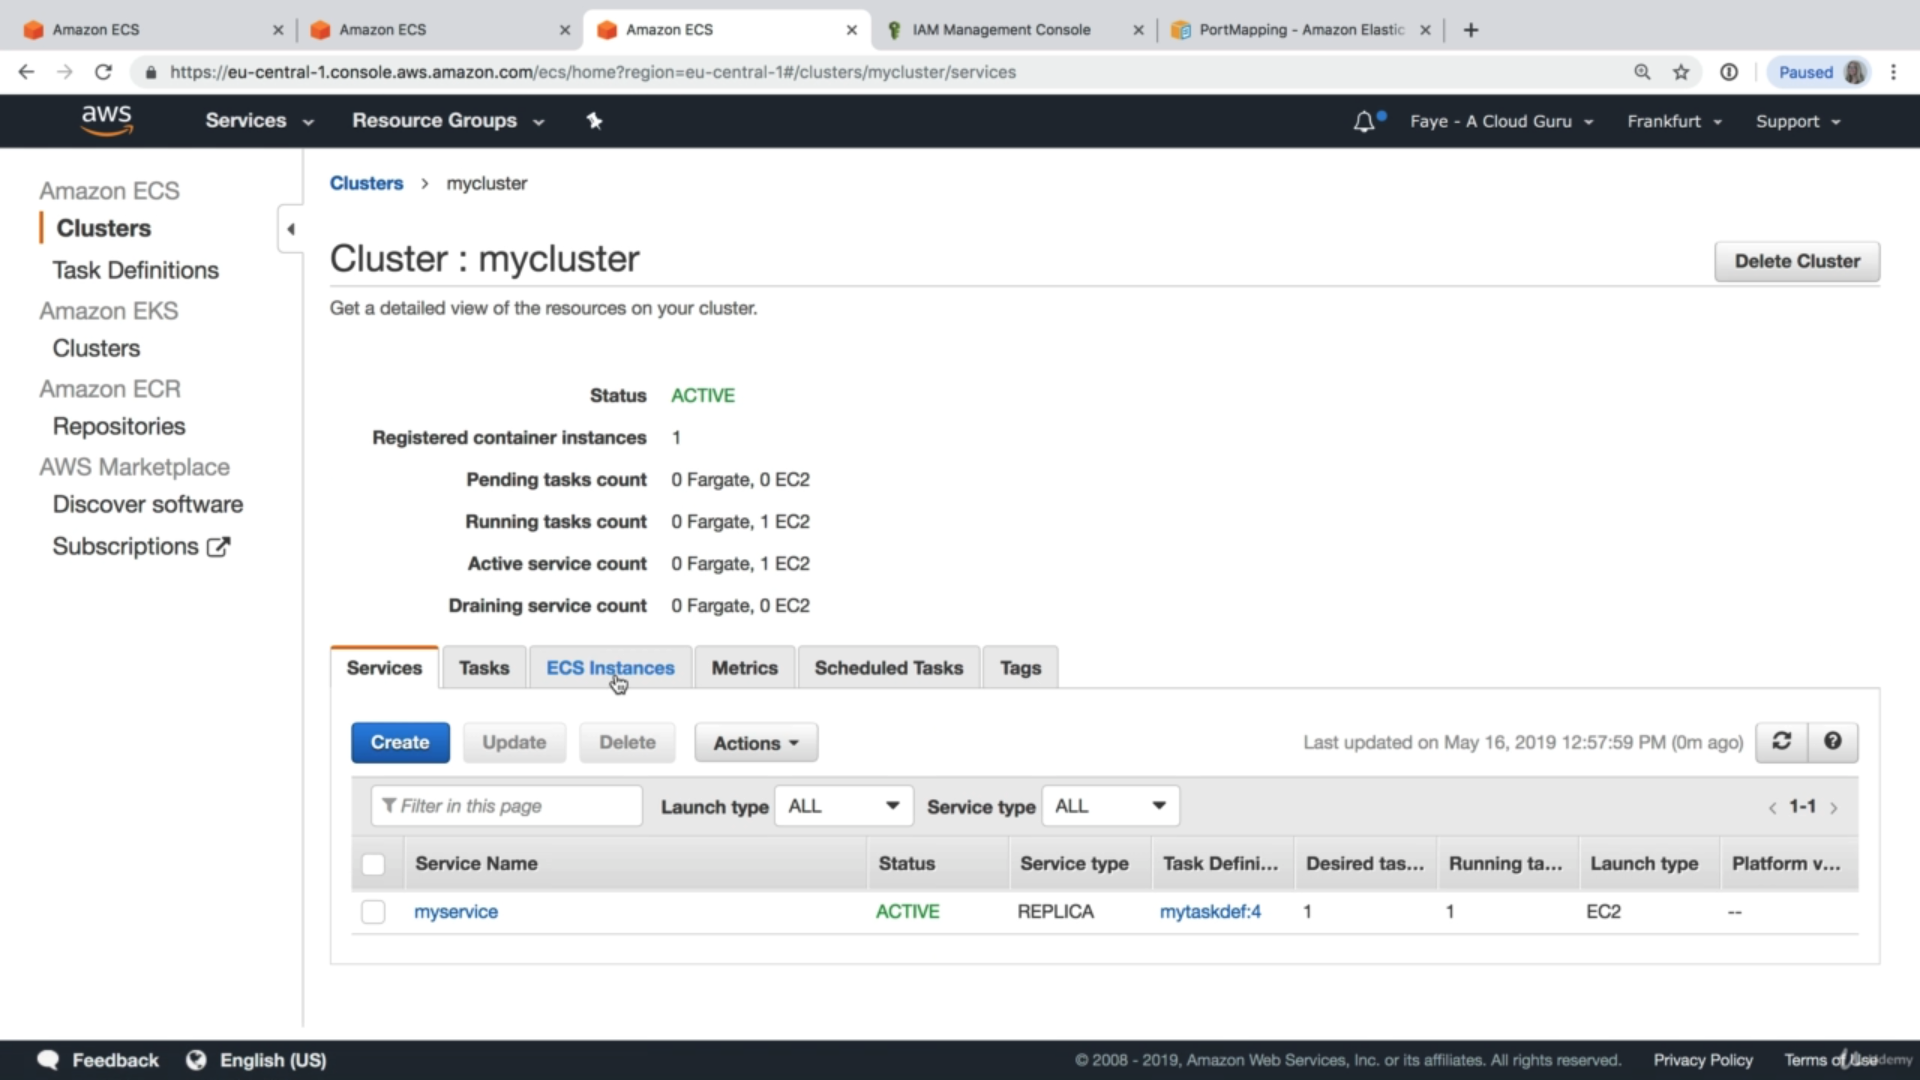 Amazon ECS
Amazon ECS
Amazon ECS
IAM Management Console
PortMapping - Amazon Elastic
https://eu-central-1.console.aws.amazon.com/ecs/home?region=eu-central-1#/clusters/mycluster/services
Paused
aws
Services
Resource Groups
Faye - A Cloud Guru
Frankfurt
Support
Amazon ECS
Clusters
Task Definitions
Amazon EKS
Clusters
Amazon ECR
Repositories
AWS Marketplace
Discover software
Subscriptions
Clusters > mycluster
Cluster : mycluster
Delete Cluster
Get a detailed view of the resources on your cluster.
Status ACTIVE
Registered container instances 1
Pending tasks count 0 Fargate, 0 EC2
Running tasks count 0 Fargate, 1 EC2
Active service count 0 Fargate, 1 EC2
Draining service count 0 Fargate, 0 EC2
Services Tasks ECS Instances Metrics Scheduled Tasks Tags
Create Update Delete Actions
Last updated on May 16, 2019 12:57:59 PM (0m ago)
Filter in this page Launch type ALL Service type ALL < 1-1 >
Service Name Status Service type Task Defini... Desired tas... Running ta... Launch type Platform v...
myservice ACTIVE REPLICA mytaskdef:4 1 1 EC2 --
Feedback English (US)
© 2008 - 2019, Amazon Web Services, Inc. or its affiliates. All rights reserved. Privacy Policy Terms of Use